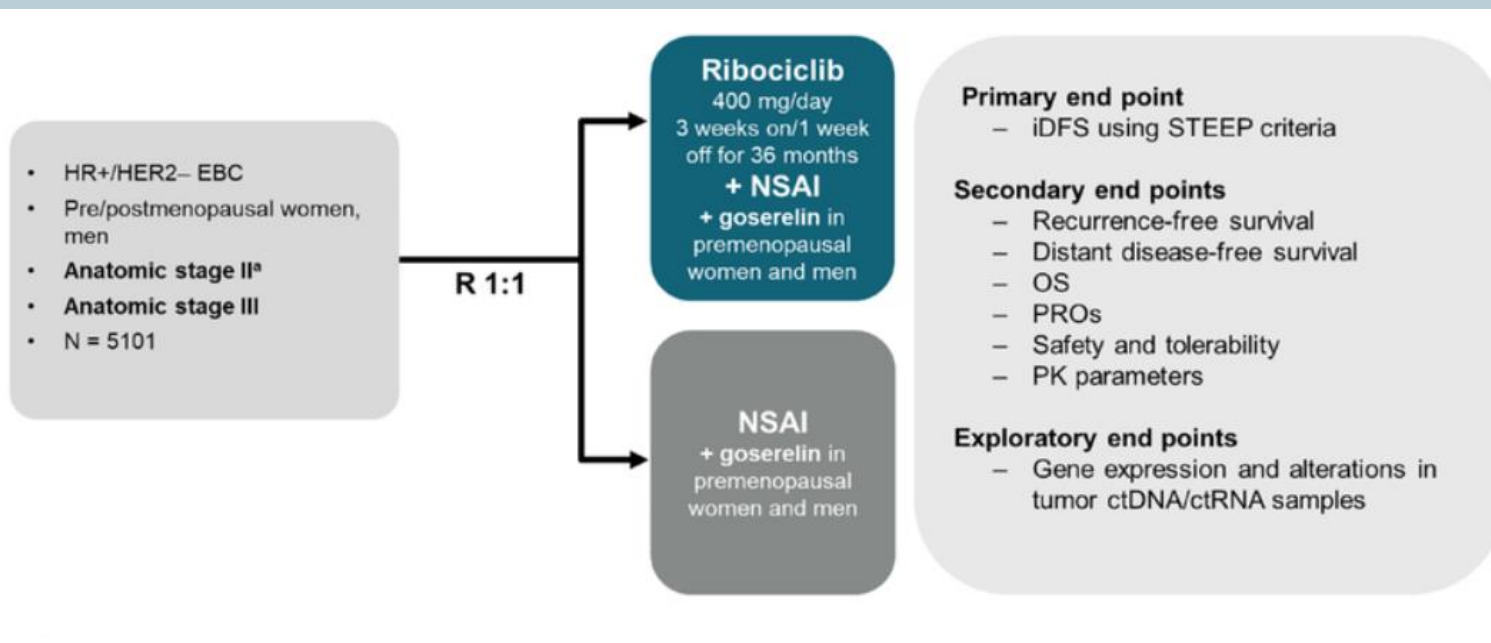 • HR+/HER2– EBC
• Pre/postmenopausal women,
men
• Anatomic stage IIª
• Anatomic stage III
• N = 5101
R 1:1
Ribociclib
400 mg/day
3 weeks on/1 week
off for 36 months
+ NSAI
+ goserelin in
premenopausal
women and men
NSAI
+ goserelin in
premenopausal
women and men
Primary end point
– iDFS using STEEP criteria
Secondary end points
– Recurrence-free survival
– Distant disease-free survival
– OS
– PROs
– Safety and tolerability
– PK parameters
Exploratory end points
– Gene expression and alterations in
tumor ctDNA/ctRNA samples